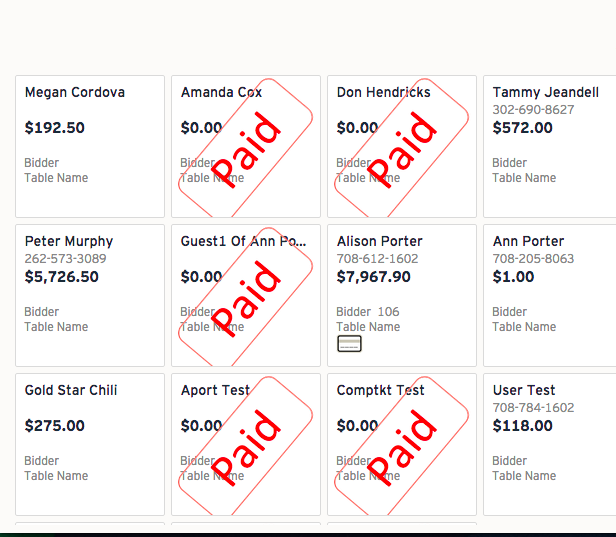 Megan Cordova
$192.50
Bidder
Table Name
Amanda Cox
$0.00
Bidder
Table Name
Paid
Don Hendricks
$0.00
Bidder
Table Name
Paid
Tammy Jeandell
302-690-8627
$572.00
Bidder
Table Name
Peter Murphy
262-573-3089
$5,726.50
Bidder
Table Name
Guest1 Of Ann Po...
$0.00
Bidder
Table Name
Paid
Alison Porter
708-612-1602
$7,967.90
Bidder 106
Table Name
Ann Porter
708-205-8063
$1.00
Bidder
Table Name
Gold Star Chili
$275.00
Bidder
Table Name
Aport Test
$0.00
Bidder
Table Name
Paid
Comptkt Test
$0.00
Bidder
Table Name
Paid
User Test
708-784-1602
$118.00
Bidder
Table Name